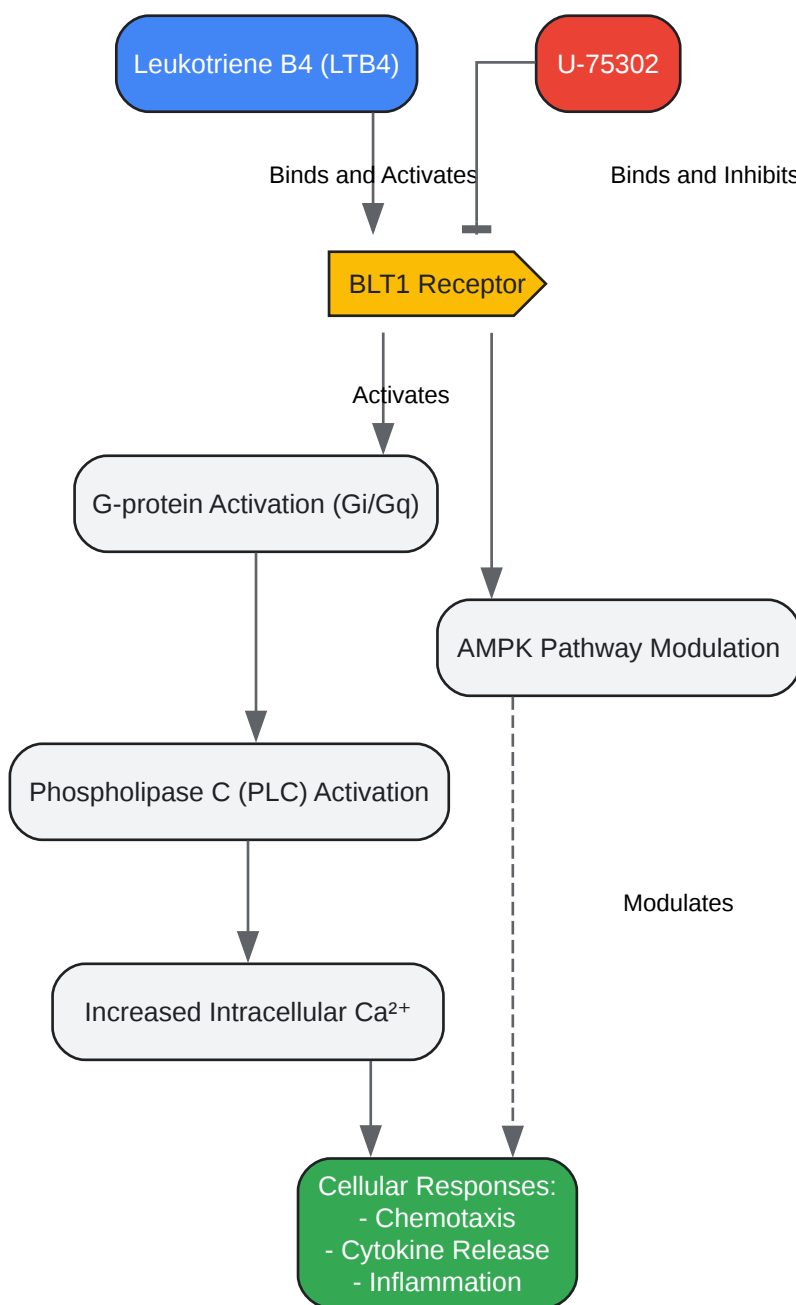 Leukotriene B4 (LTB4)
U-75302
Binds and Activates
Binds and Inhibits
BLT1 Receptor
Activates
G-protein Activation (Gi/Gq)
AMPK Pathway Modulation
Phospholipase C (PLC) Activation
Modulates
Increased Intracellular Ca²⁺
Cellular Responses:
- Chemotaxis
- Cytokine Release
- Inflammation